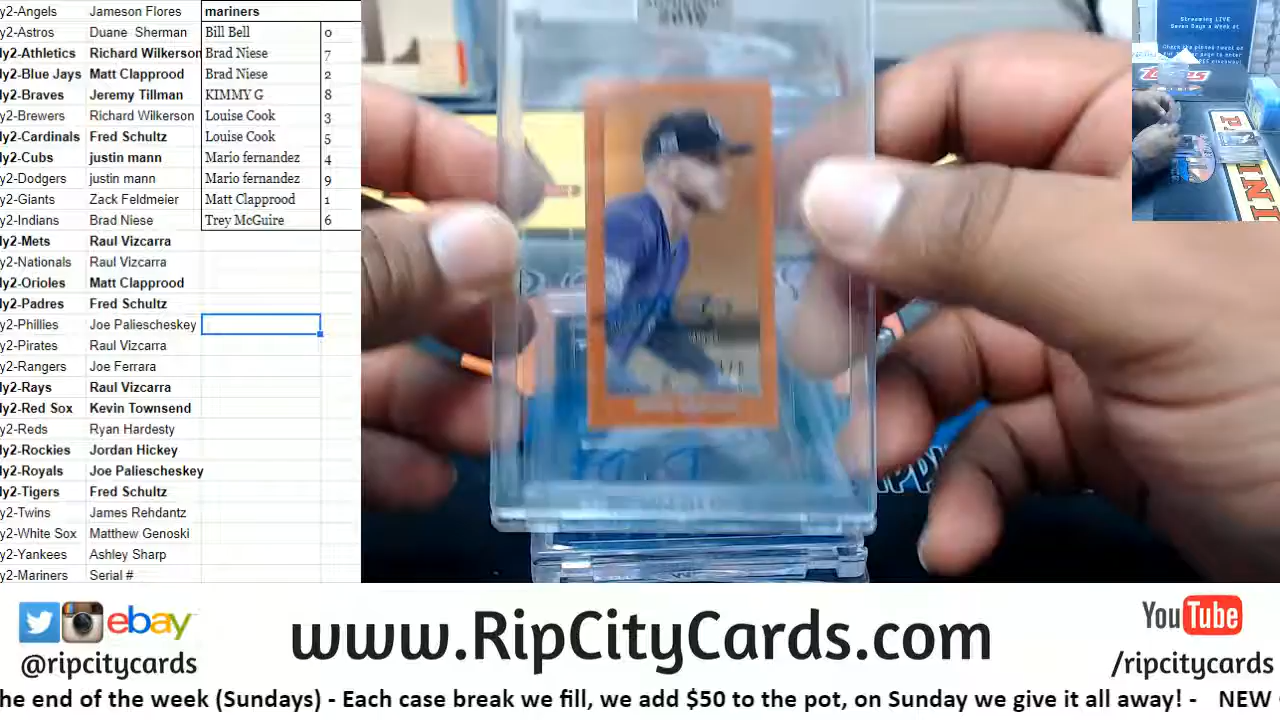 y2-Angels Jameson Flores mariners
y2-Astros Duane Sherman Bill Bell 0
ly2-Athletics Richard Wilkerson Brad Niese 7
ly2-Blue Jays Matt Clapprood Brad Niese 2
ly2-Braves Jeremy Tillman KIMMY G 8
y2-Brewers Richard Wilkerson Louise Cook 3
ly2-Cardinals Fred Schultz Louise Cook 5
ly2-Cubs justin mann Mario fernandez 4
y2-Dodgers justin mann Mario fernandez 9
y2-Giants Zack Feldmeier Matt Clapprood 1
y2-Indians Brad Niese Trey McGuire 6
ly2-Mets Raul Vizcarra
y2-Nationals Raul Vizcarra
ly2-Orioles Matt Clapprood
ly2-Padres Fred Schultz
y2-Phillies Joe Paliescheskey
y2-Pirates Raul Vizcarra
y2-Rangers Joe Ferrara
ly2-Rays Raul Vizcarra
ly2-Red Sox Kevin Townsend
y2-Reds Ryan Hardesty
ly2-Rockies Jordan Hickey
ly2-Royals Joe Paliescheskey
ly2-Tigers Fred Schultz
y2-Twins James Rehdantz
y2-White Sox Matthew Genoski
y2-Yankees Ashley Sharp
y2-Mariners Serial #
Streaming LIVE
Seven Days a Week at
Topps
ebay
@ripcitycards
www.RipCityCards.com
YouTube
/ripcitycards
he end of the week (Sundays) - Each case break we fill, we add $50 to the pot, on Sunday we give it all away! - NEW